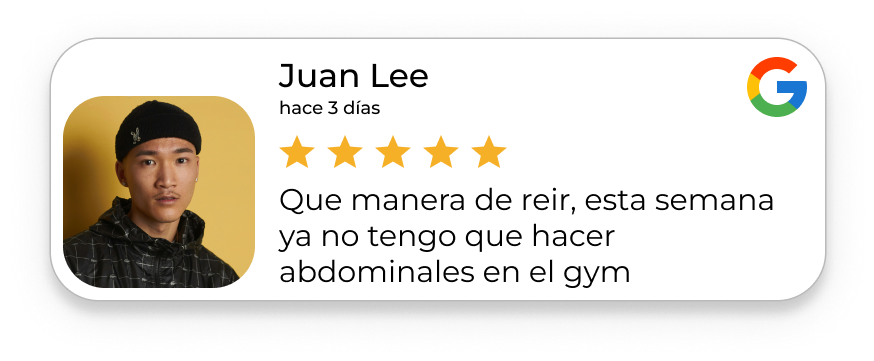 Juan Lee
hace 3 días
Que manera de reir, esta semana
ya no tengo que hacer
abdominales en el gym